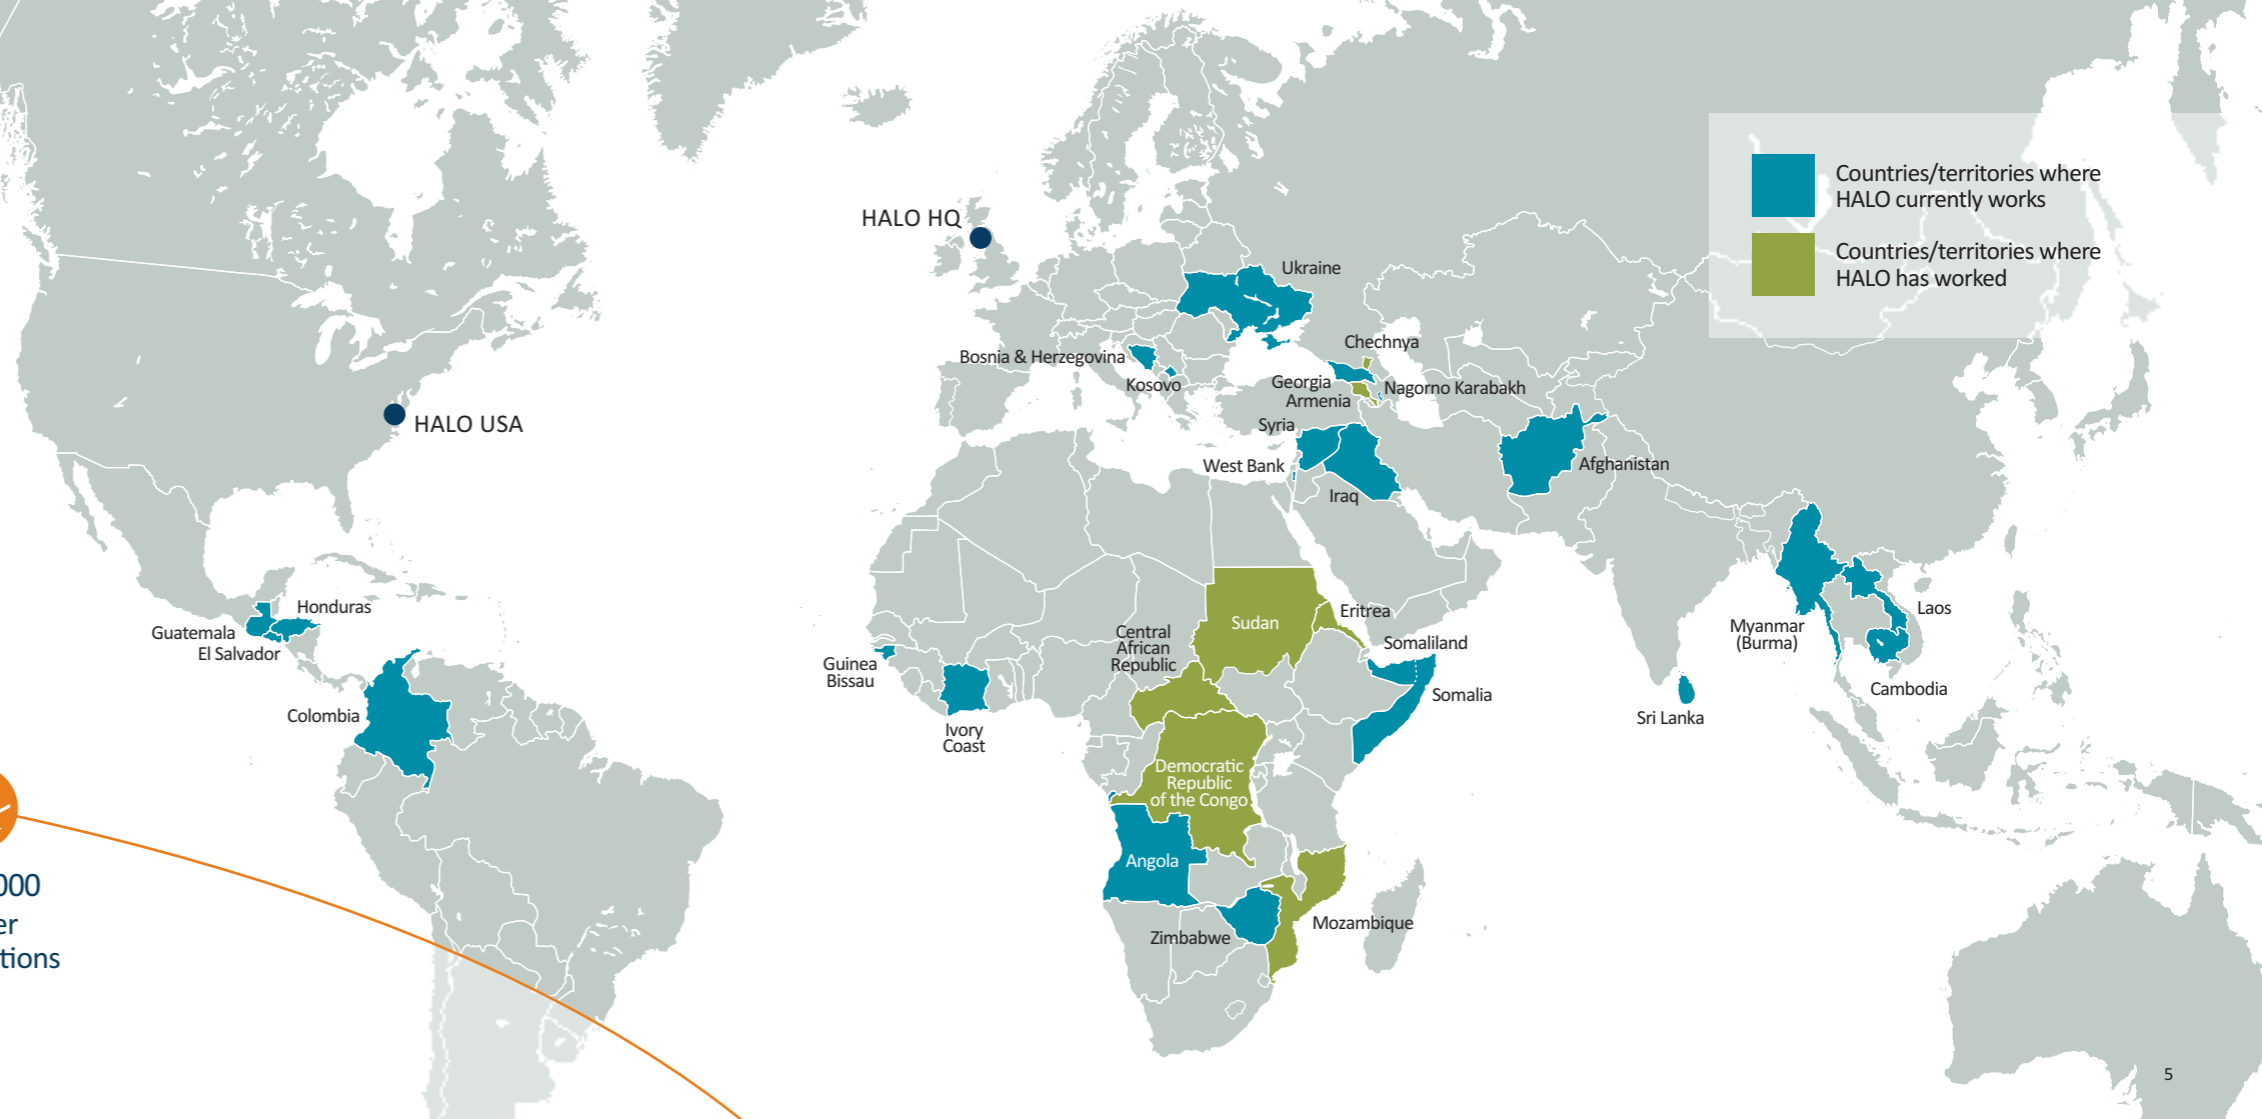 Countries/territories where
HALO currently works
Countries/territories where
HALO has worked
HALO HQ
HALO USA
Ukraine
Chechnya
Bosnia & Herzegovina
Kosovo
Georgia
Nagorno Karabakh
Armenia
Syria
West Bank
Iraq
Afghanistan
Honduras
Guatemala
El Salvador
Colombia
Guinea
Bissau
Ivory
Coast
Central
African
Republic
Sudan
Eritrea
Somaliland
Somalia
Democratic
Republic
of the Congo
Angola
Zimbabwe
Mozambique
Myanmar
(Burma)
Laos
Cambodia
Sri Lanka
000
er
tions
5